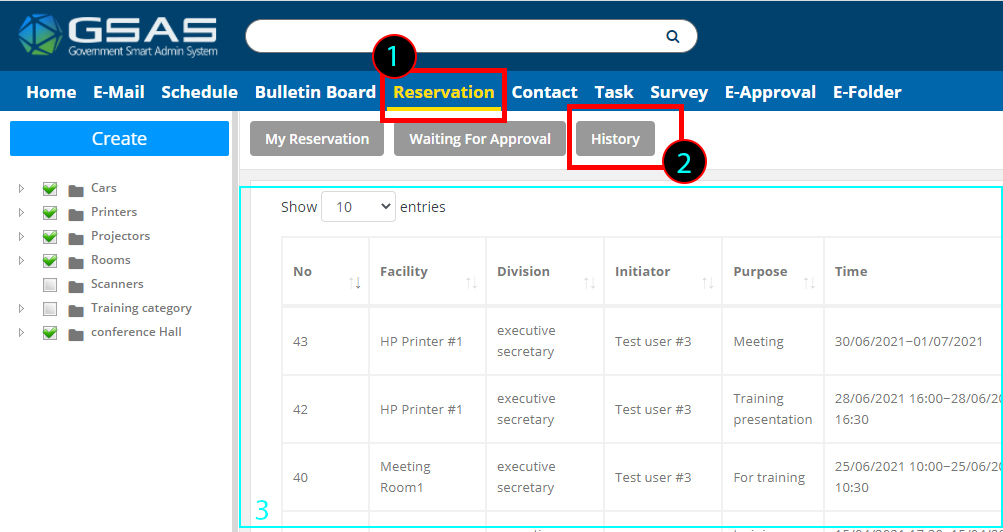 GSAS
Government Smart Admin System
1
Home E-Mail Schedule Bulletin Board Reservation Contact Task Survey E-Approval E-Folder
Create
My Reservation Waiting For Approval History
2
Cars
Printers
Projectors
Rooms
Scanners
Training category
conference Hall
Show 10 entries
No Facility Division Initiator Purpose Time
43 HP Printer #1 executive secretary Test user #3 Meeting 30/06/2021~01/07/2021
42 HP Printer #1 executive secretary Test user #3 Training presentation 28/06/2021 16:00~28/06/20 16:30
40 Meeting Room1 executive secretary Test user #3 For training 25/06/2021 10:00~25/06/20 10:30
3